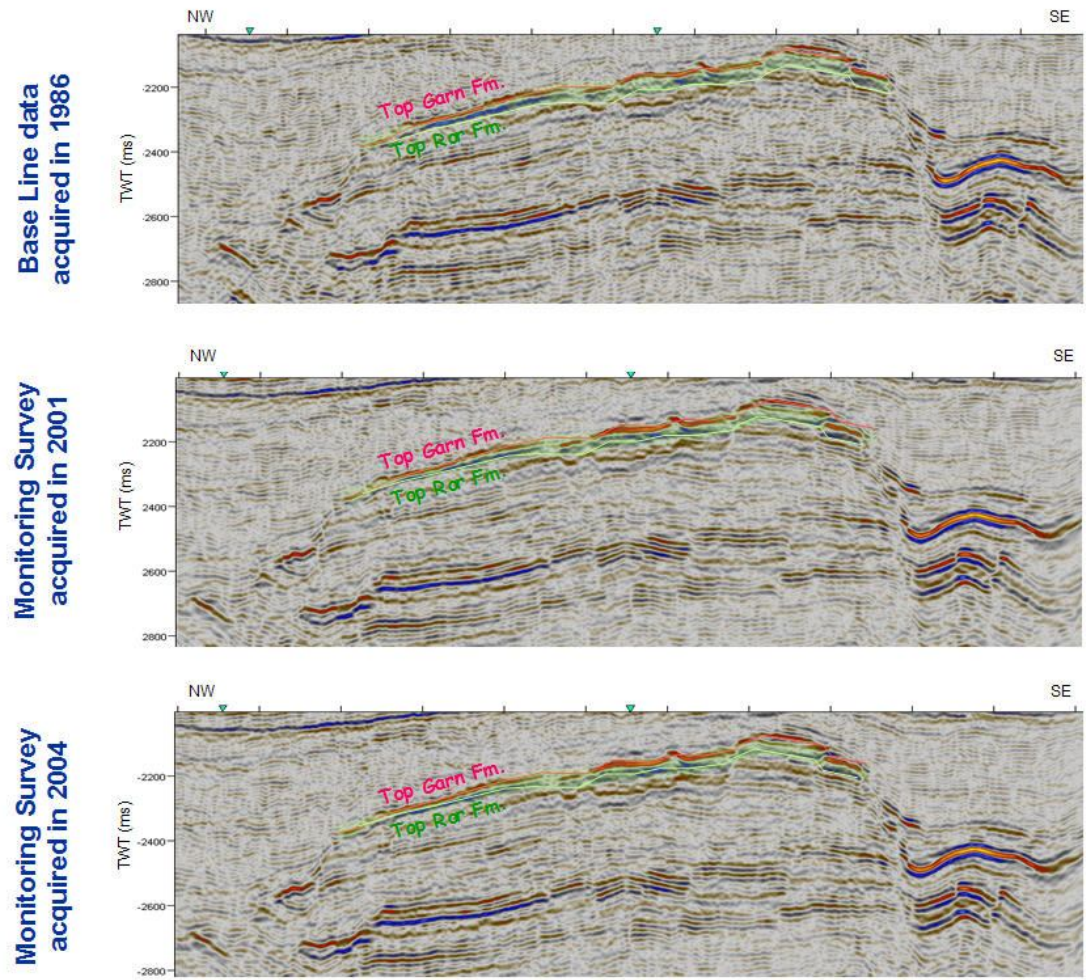 NW
SE
Base Line data
acquired in 1986
TWT (ms)
-2200
-2400
-2600
-2800
Top Garn Fm.
Top Ror Fm.
NW
SE
Monitoring Survey
acquired in 2001
TWT (ms)
2200
2400
2600
2800
Top Garn Fm.
Top Ror Fm.
NW
SE
Monitoring Survey
acquired in 2004
TWT (ms)
-2200
-2400
-2600
-2800
Top Garn Fm.
Top Ror Fm.